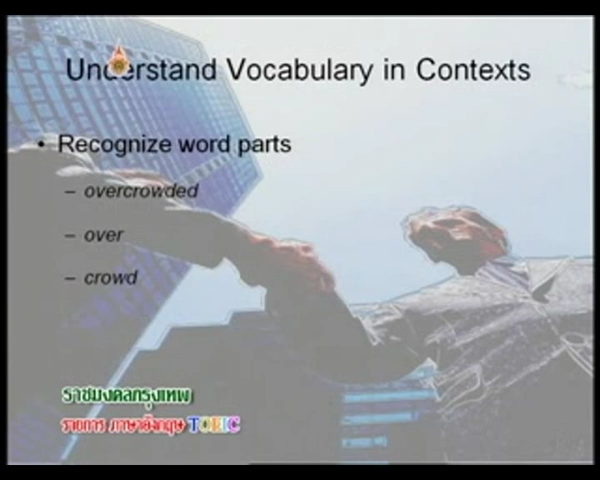 Understand Vocabulary in Contexts
• Recognize word parts
– overcrowded
– over
– crowd
ราชมงคลกรุงเทพ
รายการ ภาษาอังกฤษ TOEIC